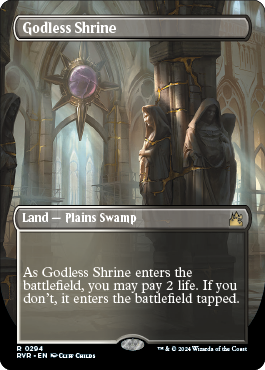 Godless Shrine
Land — Plains Swamp
As Godless Shrine enters the
battlefield, you may pay 2 life. If you
don't, it enters the battlefield tapped.
R 0294
RVR • EN Cliff Childs
™ & © 2024 Wizards of the Coast